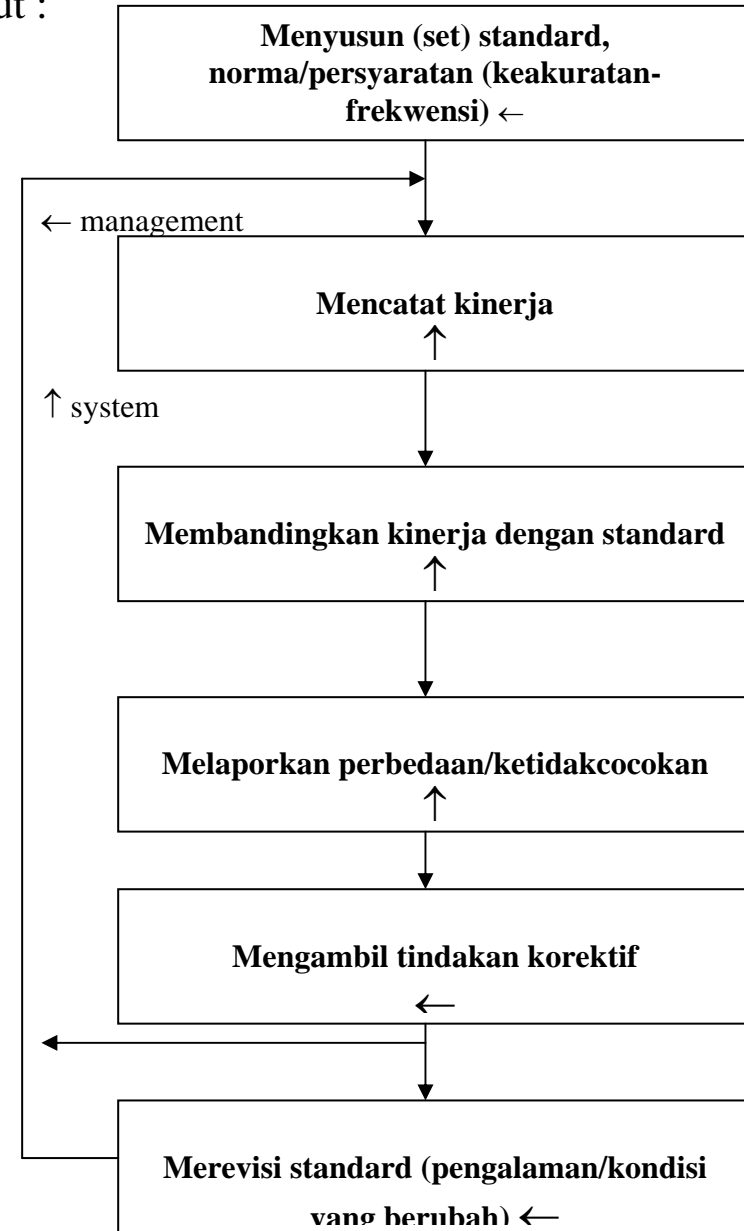 ut :
Menyusun (set) standard,
norma/persyaratan (keakuratan-
frekwensi) ←
← management
Mencatat kinerja
↑
↑ system
Membandingkan kinerja dengan standard
↑
Melaporkan perbedaan/ketidakcocokan
↑
Mengambil tindakan korektif
←
Merevisi standard (pengalaman/kondisi
yang berubah) ←